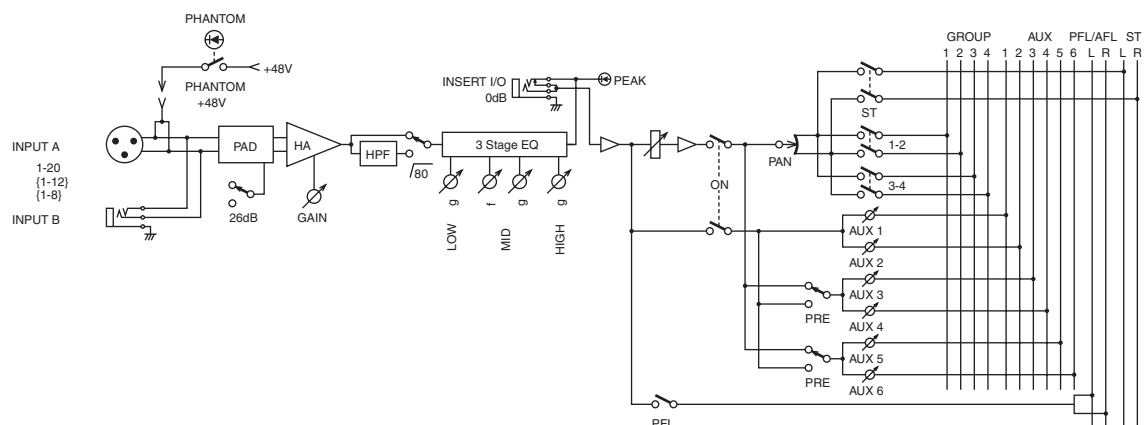 PHANTOM
+48V
PHANTOM
+48V
INPUT A
1-20
{1-12}
{1-8}
INPUT B
PAD
26dB
HA
GAIN
HPF
80
3 Stage EQ
g
f
g
g
LOW
MID
HIGH
INSERT I/O
0dB
PEAK
ON
PAN
ST
1-2
3-4
AUX 1
AUX 2
AUX 3
PRE
AUX 4
AUX 5
PRE
AUX 6
PFL
GROUP AUX PFL/AFL ST
1 2 3 4 1 2 3 4 5 6 L R L R